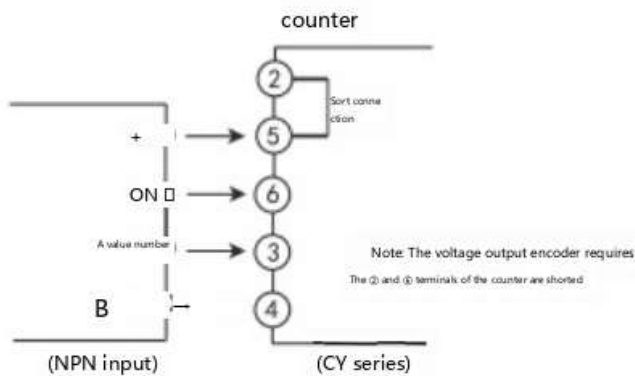 counter
②
Sort conne
ction
+
⑤
ON □
⑥
A value number
③
Note: The voltage output encoder requires
The ② and ⑥ terminals of the counter are shorted
B
④
(NPN input)
(CY series)